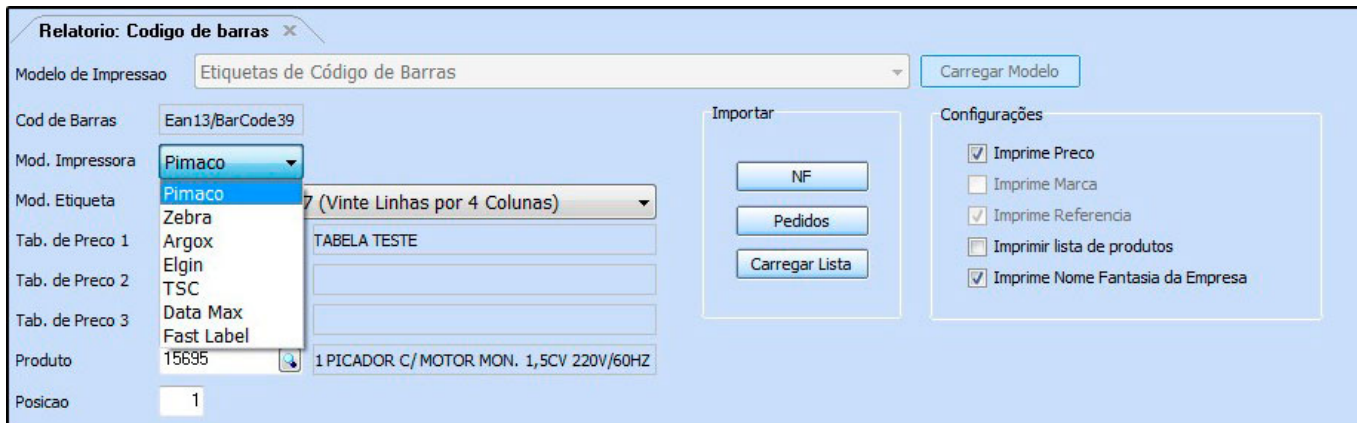 Relatorio: Codigo de barras
Modelo de Impressao Etiquetas de Código de Barras Carregar Modelo
Cod de Barras Ean13/BarCode39
Mod. Impressora Pimaco
Pimaco
Zebra
Argox
Elgin
TSC
Data Max
Fast Label
Mod. Etiqueta 7 (Vinte Linhas por 4 Colunas)
Tab. de Preco 1 TABELA TESTE
Tab. de Preco 2
Tab. de Preco 3
Produto 15695 1 PICADOR C/ MOTOR MON. 1,5CV 220V/60HZ
Posicao 1
Importar
NF
Pedidos
Carregar Lista
Configurações
Imprime Preco
Imprime Marca
Imprime Referencia
Imprimir lista de produtos
Imprime Nome Fantasia da Empresa